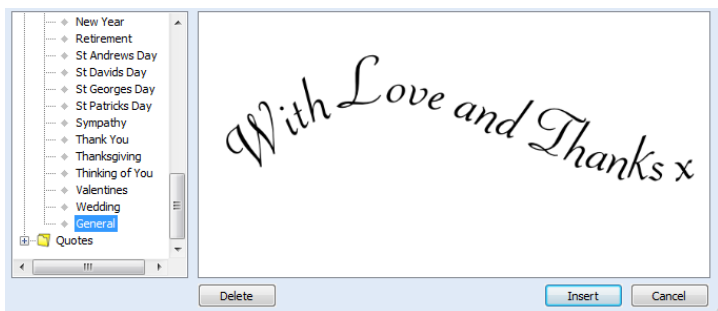 New Year
Retirement
St Andrews Day
St Davids Day
St Georges Day
St Patricks Day
Sympathy
Thank You
Thanksgiving
Thinking of You
Valentines
Wedding
General
Quotes
With Love and Thanks x
Delete
Insert
Cancel